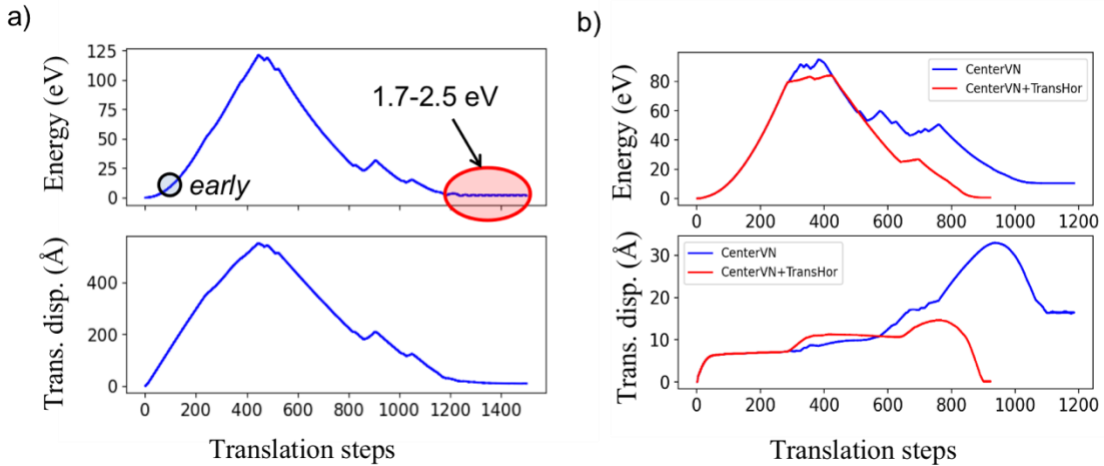 a)
Energy (eV)
125
100
75
50
25
0
1.7-2.5 eV
early
Trans. disp. (Å)
400
200
0
0
200
400
600
800
1000
1200
1400
Translation steps
b)
Energy (eV)
80
60
40
20
0
CenterVN
CenterVN+TransHor
0
200
400
600
800
1000
1200
Trans. disp. (Å)
30
20
10
0
CenterVN
CenterVN+TransHor
0
200
400
600
800
1000
1200
Translation steps